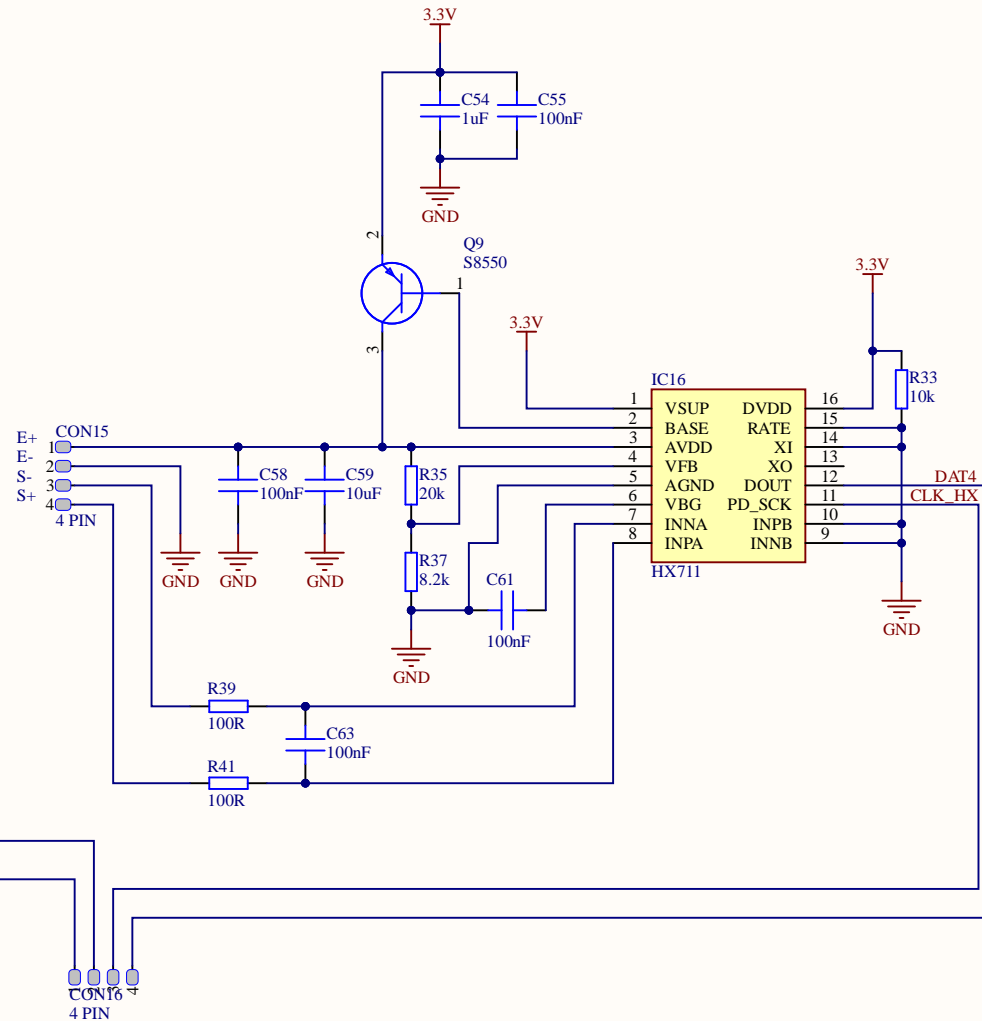 3.3V
C54
1uF
C55
100nF
GND
2
Q9
S8550
1
3
3.3V
3.3V
R33
10k
IC16
1 VSUP DVDD 16
2 BASE RATE 15
3 AVDD XI 14
4 VFB XO 13
5 AGND DOUT 12 DAT4
6 VBG PD_SCK 11 CLK_HX
7 INNA INPB 10
8 INPA INNB 9
HX711
GND
CON15
E+ 1
E- 2
S- 3
S+ 4
4 PIN
C58
100nF
C59
10uF
R35
20k
R37
8.2k
C61
100nF
GND
GND
GND
GND
R39
100R
C63
100nF
R41
100R
1
2
3
4
CON16
4 PIN